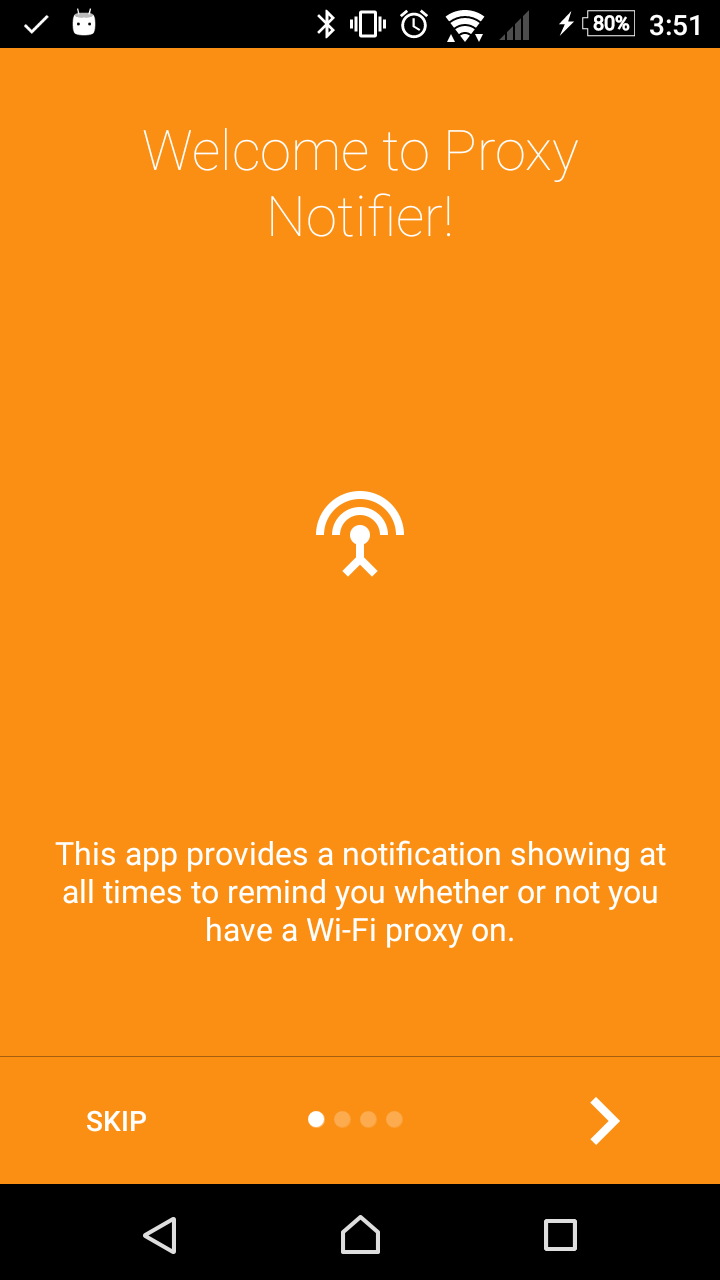 80% 3:51
Welcome to Proxy
Notifier!
This app provides a notification showing at
all times to remind you whether or not you
have a Wi-Fi proxy on.
SKIP